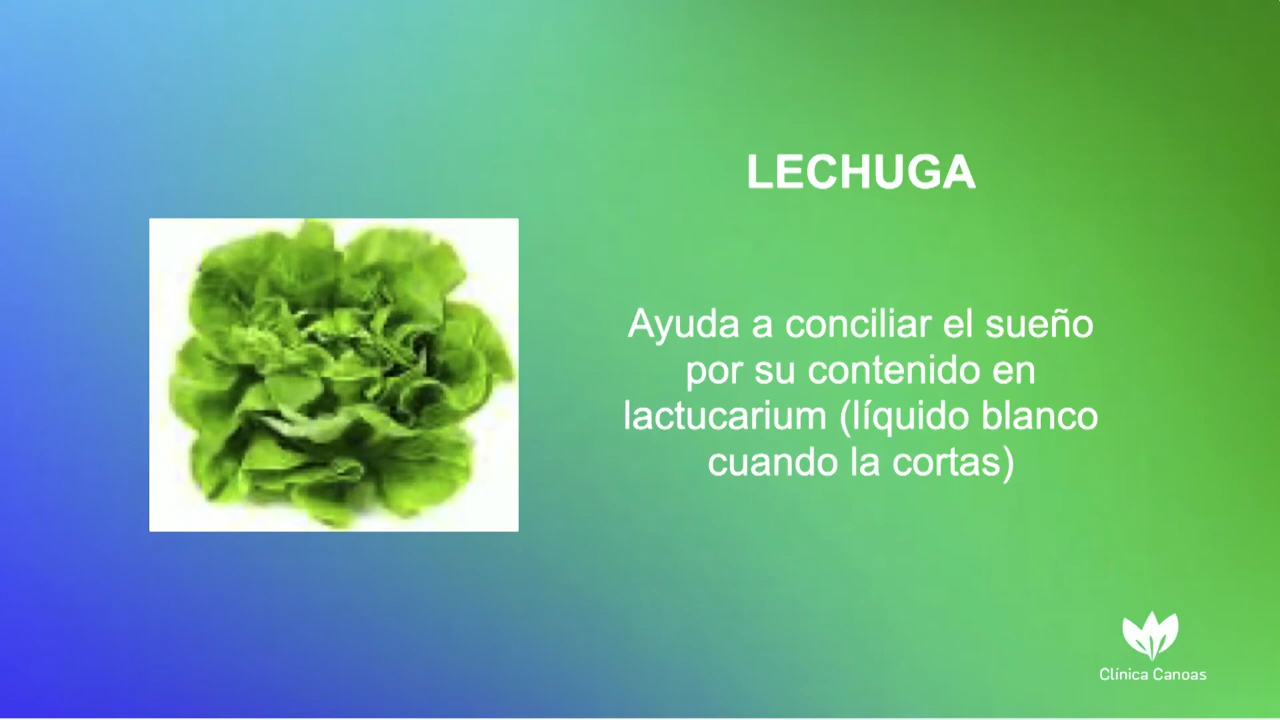 LECHUGA
Ayuda a conciliar el sueño
por su contenido en
lactucarium (líquido blanco
cuando la cortas)
Clínica Canoas